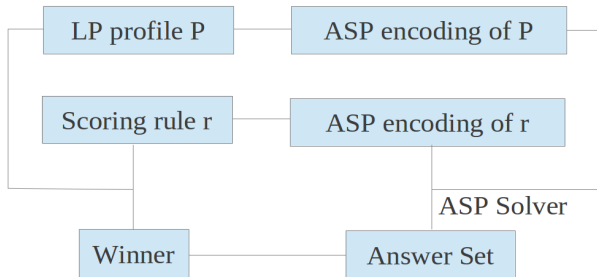 LP profile P
ASP encoding of P
Scoring rule r
ASP encoding of r
ASP Solver
Winner
Answer Set